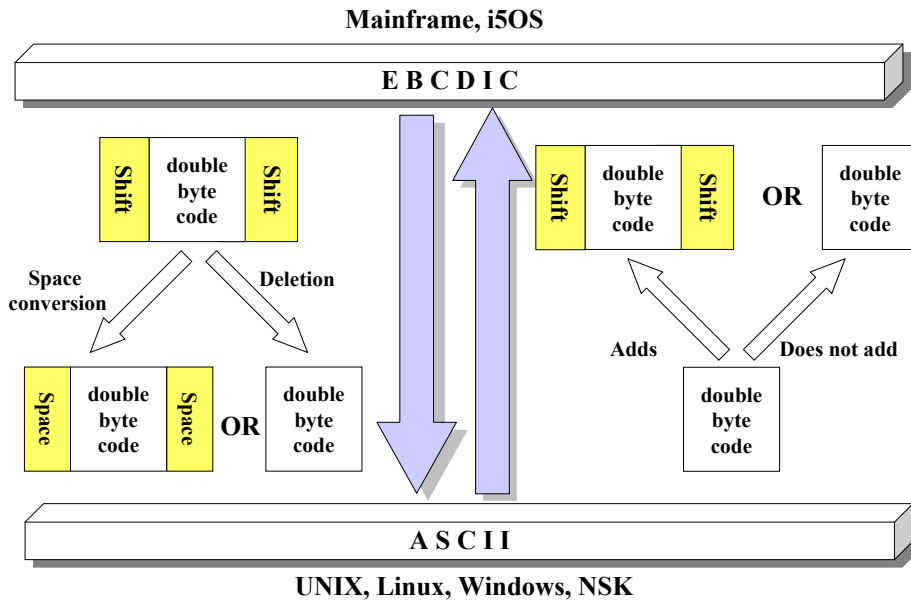 Mainframe, i5OS
E B C D I C
Shift
double
byte
code
Shift
Space
conversion
Deletion
Space
double
byte
code
Space
OR
double
byte
code
Shift
double
byte
code
Shift
OR
double
byte
code
Adds
Does not add
double
byte
code
A S C I I
UNIX, Linux, Windows, NSK